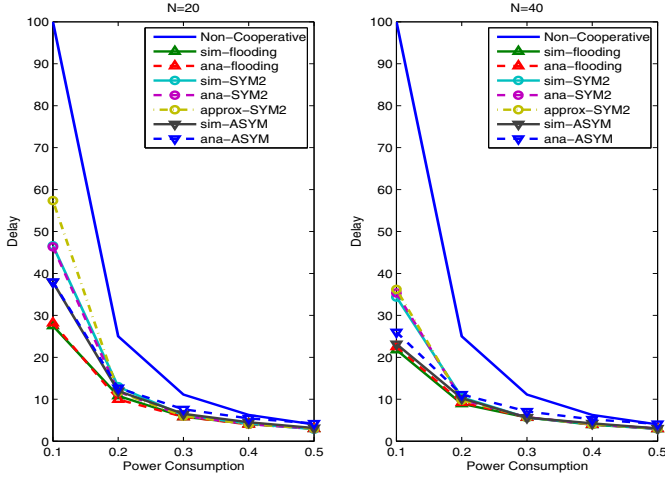 N=20
100
90
80
70
60
50
40
30
20
10
0
Delay
0.1 0.2 0.3 0.4 0.5
Power Consumption
Non−Cooperative
sim−flooding
ana−flooding
sim−SYM2
ana−SYM2
approx−SYM2
sim−ASYM
ana−ASYM
N=40
100
90
80
70
60
50
40
30
20
10
0
Delay
0.1 0.2 0.3 0.4 0.5
Power Consumption
Non−Cooperative
sim−flooding
ana−flooding
sim−SYM2
ana−SYM2
approx−SYM2
sim−ASYM
ana−ASYM